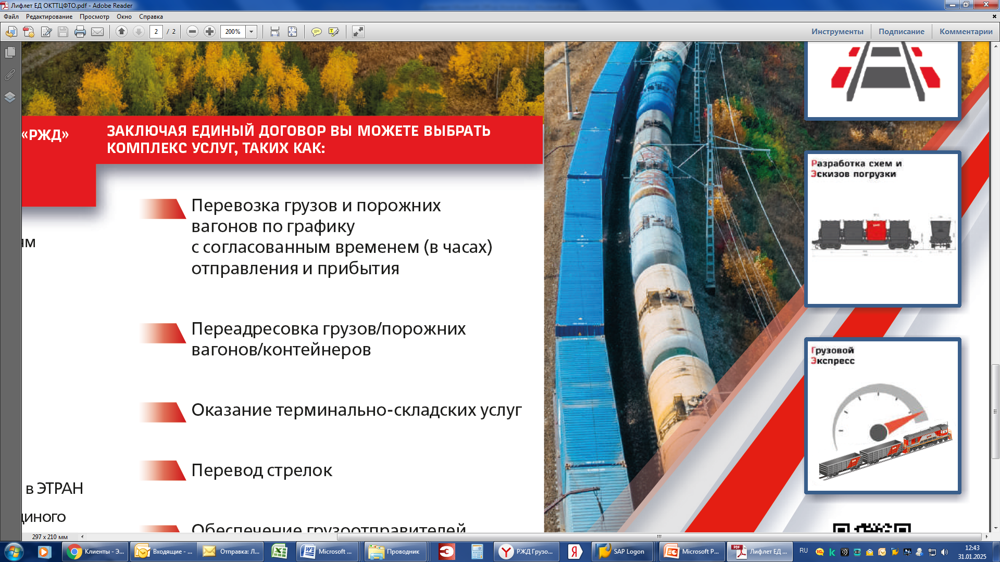 Лифлет ЕД ОКТТЦФТО.pdf - Adobe Reader
Файл Редактирование Просмотр Окно Справка
2 / 2 200% Инструменты Подписание Комментарии
«РЖД»
ЗАКЛЮЧАЯ ЕДИНЫЙ ДОГОВОР ВЫ МОЖЕТЕ ВЫБРАТЬ
КОМПЛЕКС УСЛУГ, ТАКИХ КАК:
Перевозка грузов и порожних
вагонов по графику
с согласованным временем (в часах)
отправления и прибытия
Переадресовка грузов/порожних
вагонов/контейнеров
Оказание терминально-складских услуг
Перевод стрелок
Обеспечение грузоотправителей
ям
в ЭТРАН
диного
Разработка схем и
Эскизов погрузки
Грузовой
Экспресс
297 x 210 мм
Клиенты - Э...
Входящие - ...
Отправка: Л...
Microsoft ...
Проводник
РЖД Грузо...
SAP Logon
Microsoft P...
Лифлет ЕД ...
RU
12:43
31.01.2025